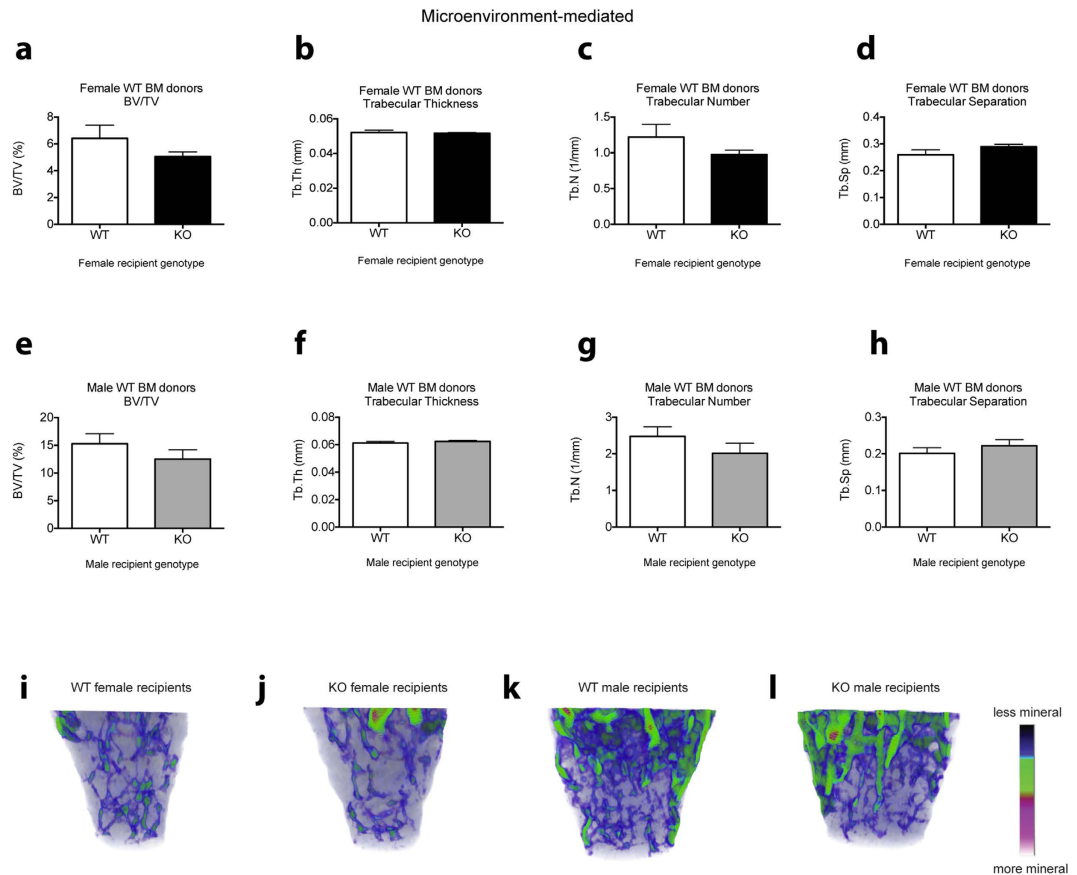 Microenvironment-mediated
a
Female WT BM donors
BV/TV
BV/TV (%)
8
6
4
2
0
WT
KO
Female recipient genotype
b
Female WT BM donors
Trabecular Thickness
Tb.Th (mm)
0.06
0.04
0.02
0.00
WT
KO
Female recipient genotype
c
Female WT BM donors
Trabecular Number
Tb.N (1/mm)
1.5
1.0
0.5
0.0
WT
KO
Female recipient genotype
d
Female WT BM donors
Trabecular Separation
Tb.Sp (mm)
0.4
0.3
0.2
0.1
0.0
WT
KO
Female recipient genotype
e
Male WT BM donors
BV/TV
BV/TV (%)
20
15
10
5
0
WT
KO
Male recipient genotype
f
Male WT BM donors
Trabecular Thickness
Tb.Th (mm)
0.08
0.06
0.04
0.02
0.00
WT
KO
Male recipient genotype
g
Male WT BM donors
Trabecular Number
Tb.N (1/mm)
3
2
1
0
WT
KO
Male recipient genotype
h
Male WT BM donors
Trabecular Separation
Tb.Sp (mm)
0.3
0.2
0.1
0.0
WT
KO
Male recipient genotype
i
WT female recipients
j
KO female recipients
k
WT male recipients
l
KO male recipients
less mineral
more mineral